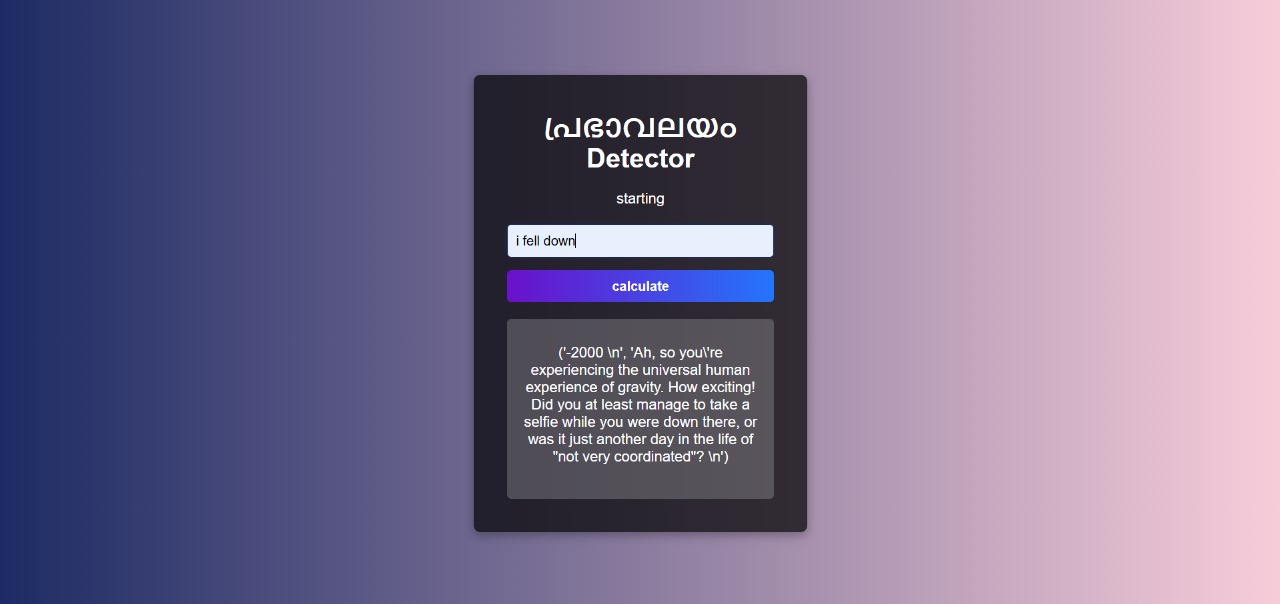 പ്രഭാവലയം
Detector
starting
i fell down
calculate
('-2000 \n', 'Ah, so you\'re
experiencing the universal human
experience of gravity. How exciting!
Did you at least manage to take a
selfie while you were down there, or
was it just another day in the life of
"not very coordinated"? \n')